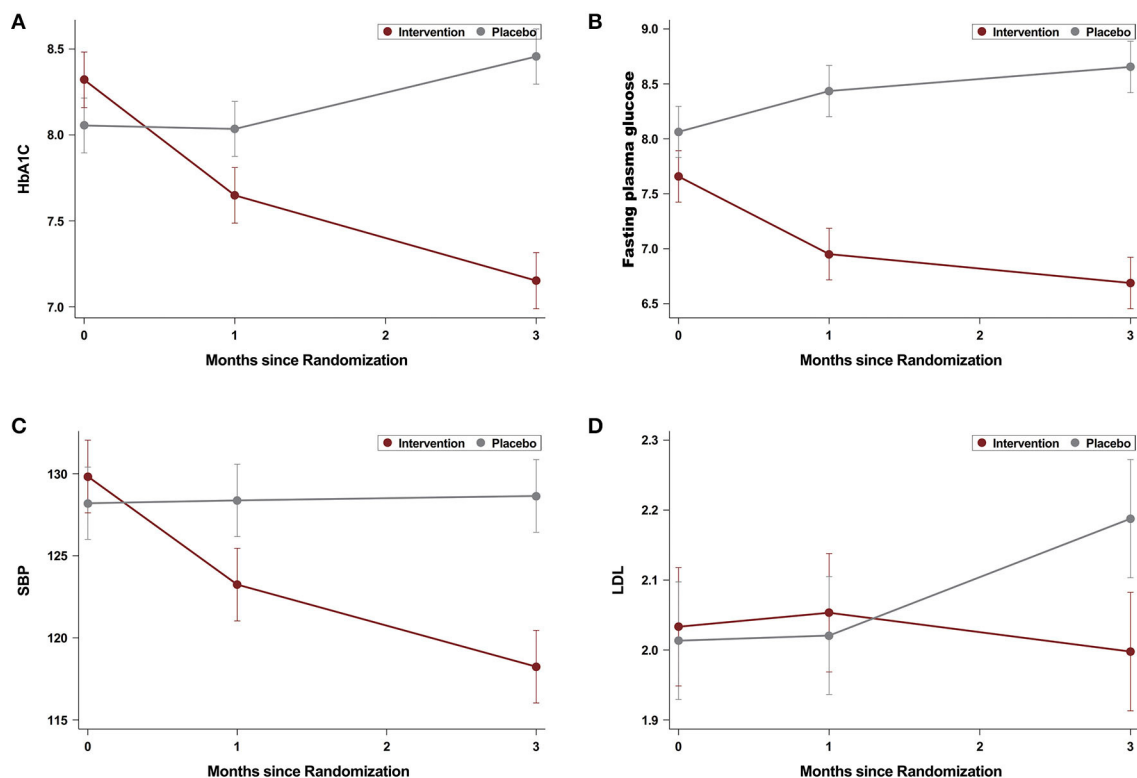 A
Intervention Placebo
HbA1C
8.5
8.0
7.5
7.0
0 1 2 3
Months since Randomization
B
Intervention Placebo
Fasting plasma glucose
9.0
8.5
8.0
7.5
7.0
6.5
0 1 2 3
Months since Randomization
C
Intervention Placebo
SBP
130
125
120
115
0 1 2 3
Months since Randomization
D
Intervention Placebo
LDL
2.3
2.2
2.1
2.0
1.9
0 1 2 3
Months since Randomization